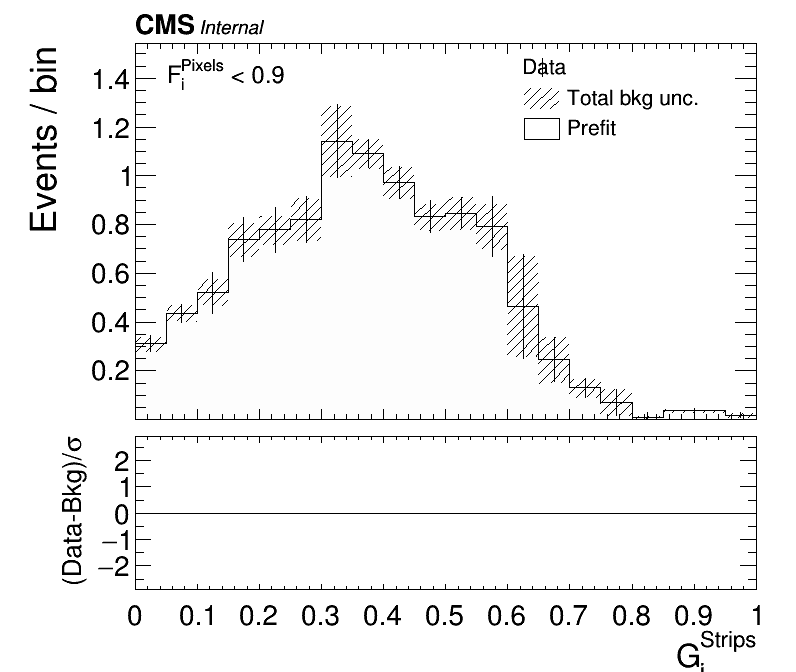 CMS Internal
F_i^Pixels < 0.9
Data
Total bkg unc.
Prefit
Events / bin
1.4
1.2
1
0.8
0.6
0.4
0.2
(Data-Bkg)/σ
2
1
0
−1
−2
0 0.1 0.2 0.3 0.4 0.5 0.6 0.7 0.8 0.9 1
G_i^Strips